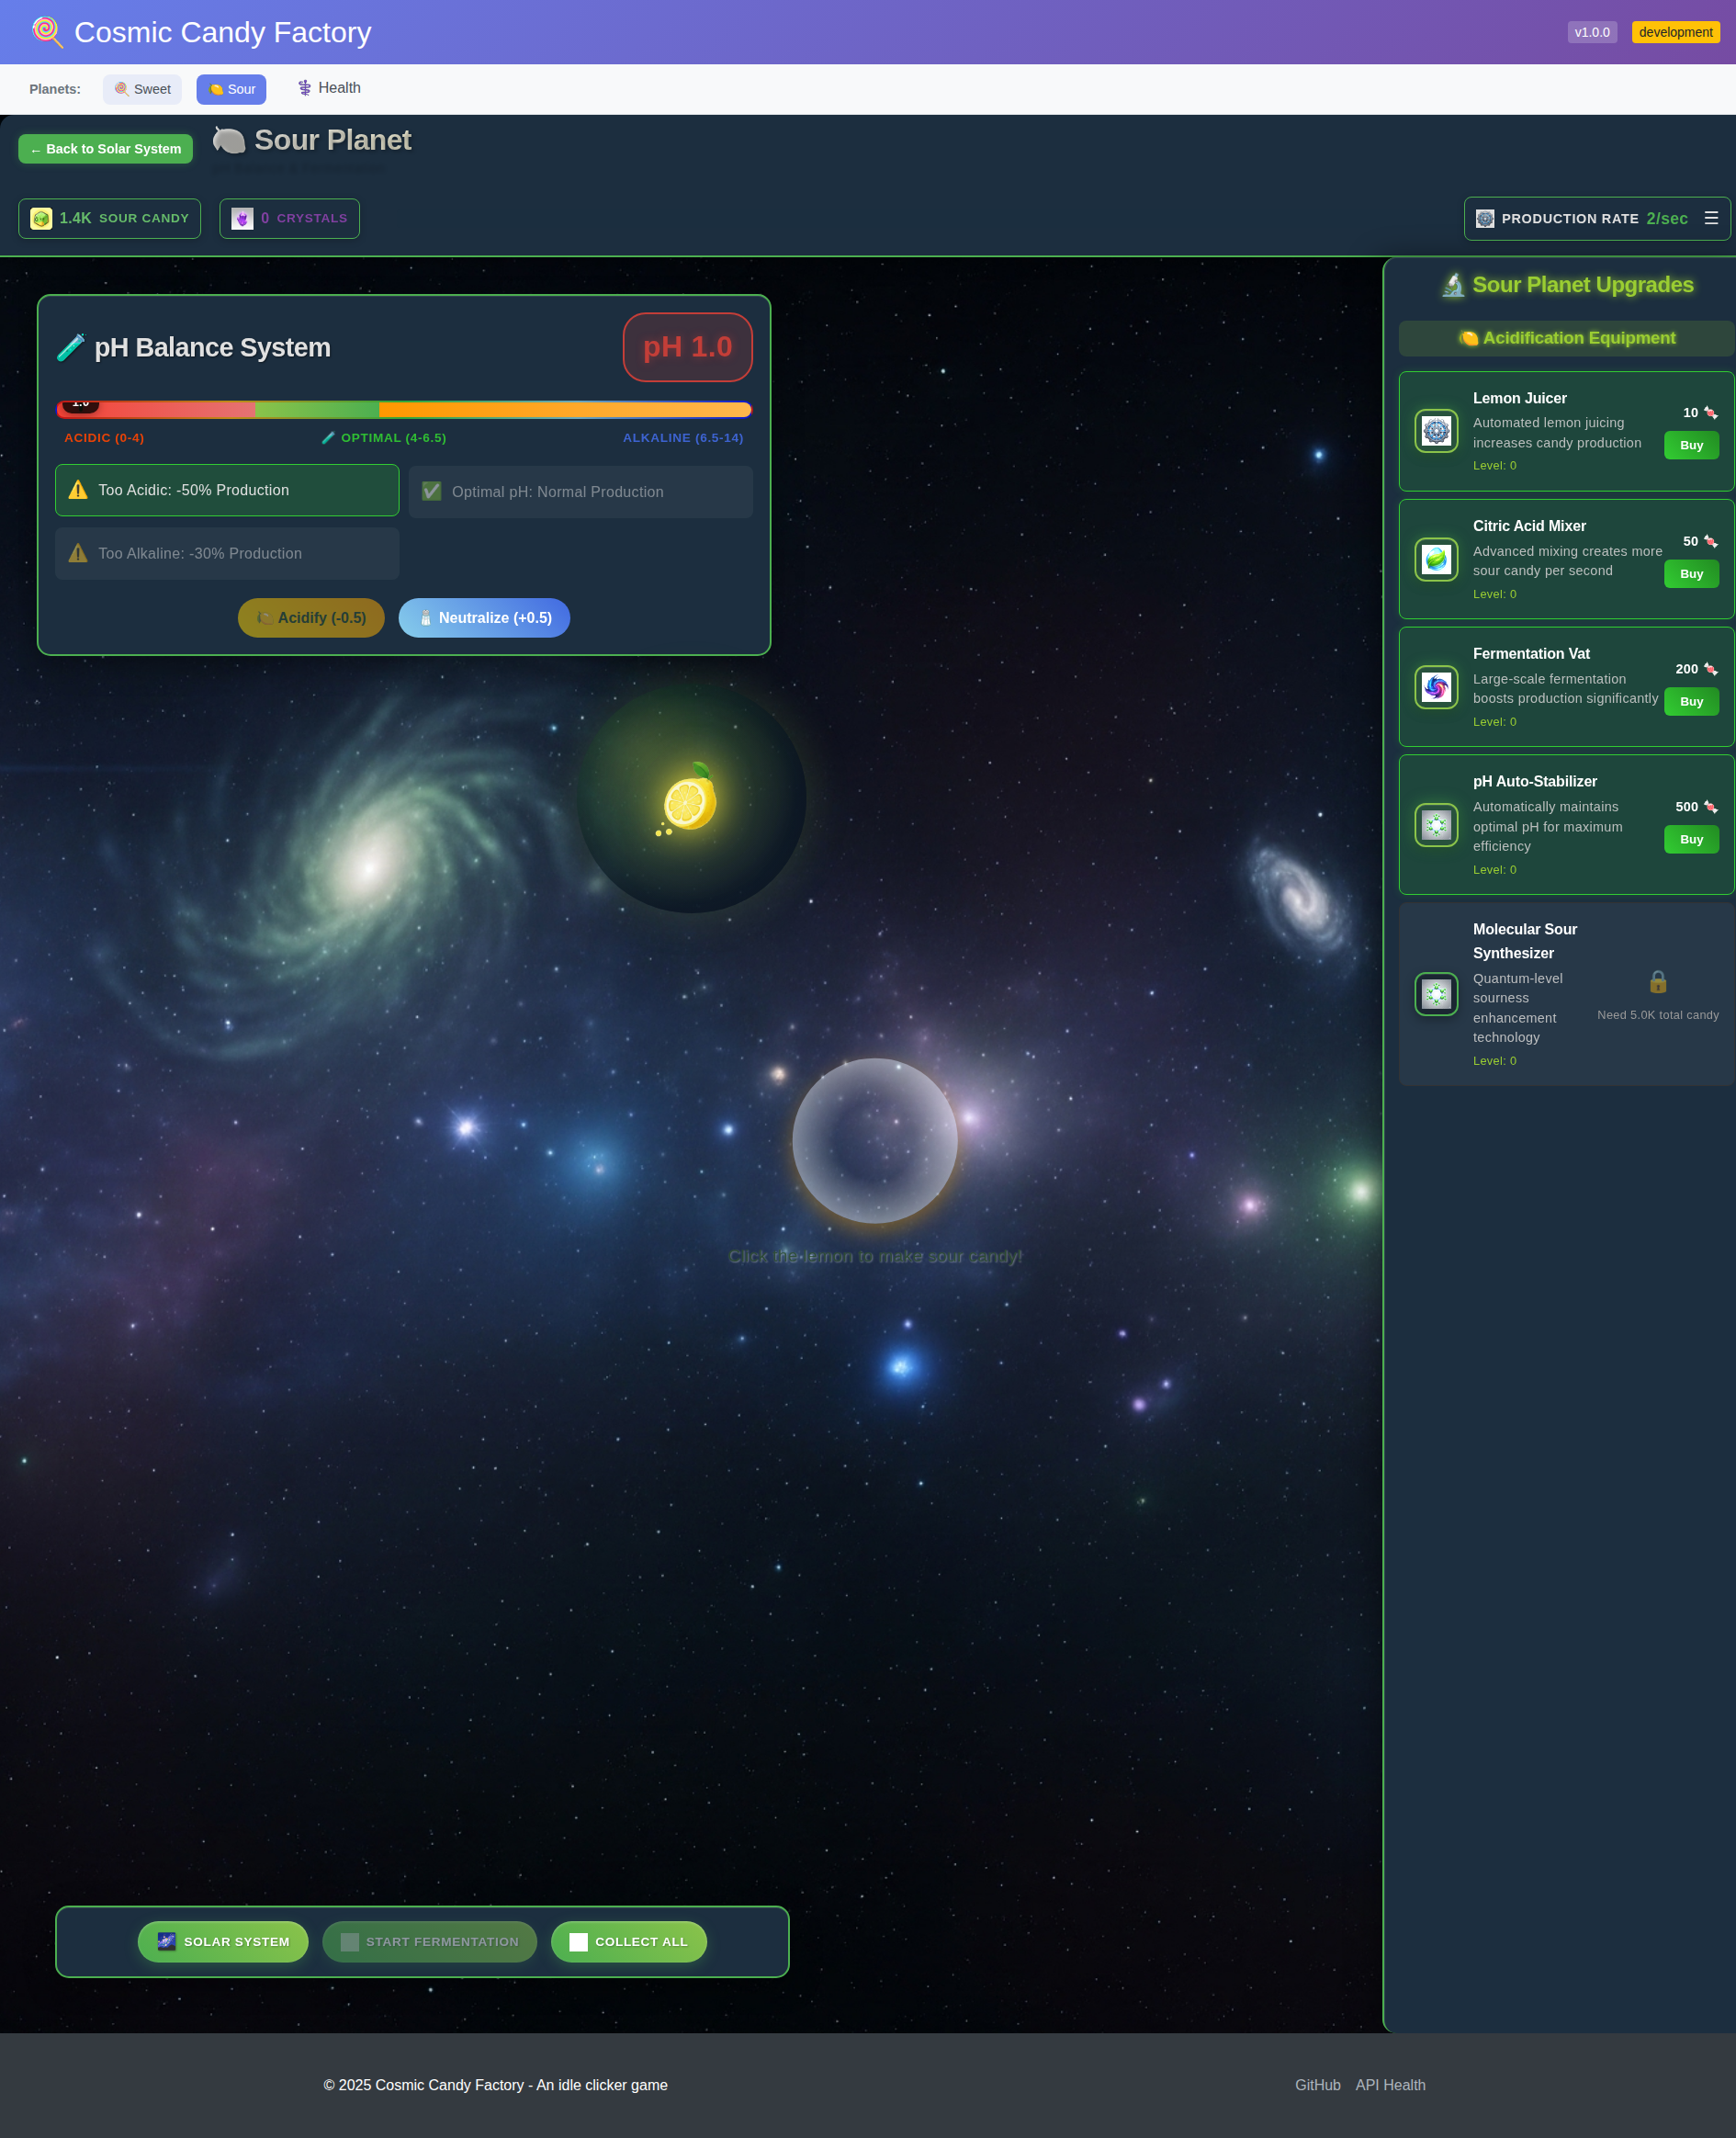 Cosmic Candy Factory
v1.0.0
development
Planets:
Sweet
Sour
Health
← Back to Solar System
Sour Planet
1.4K SOUR CANDY
0 CRYSTALS
PRODUCTION RATE 2/sec ☰
pH Balance System
pH 1.0
1.0
ACIDIC (0-4)
OPTIMAL (4-6.5)
ALKALINE (6.5-14)
Too Acidic: -50% Production
Optimal pH: Normal Production
Too Alkaline: -30% Production
Acidify (-0.5)
Neutralize (+0.5)
Click the lemon to make sour candy!
SOLAR SYSTEM
START FERMENTATION
COLLECT ALL
Sour Planet Upgrades
Acidification Equipment
Lemon Juicer
Automated lemon juicing
increases candy production
Level: 0
10
Buy
Citric Acid Mixer
Advanced mixing creates more
sour candy per second
Level: 0
50
Buy
Fermentation Vat
Large-scale fermentation
boosts production significantly
Level: 0
200
Buy
pH Auto-Stabilizer
Automatically maintains
optimal pH for maximum
efficiency
Level: 0
500
Buy
Molecular Sour
Synthesizer
Quantum-level
sourness
enhancement
technology
Level: 0
Need 5.0K total candy
© 2025 Cosmic Candy Factory - An idle clicker game
GitHub
API Health